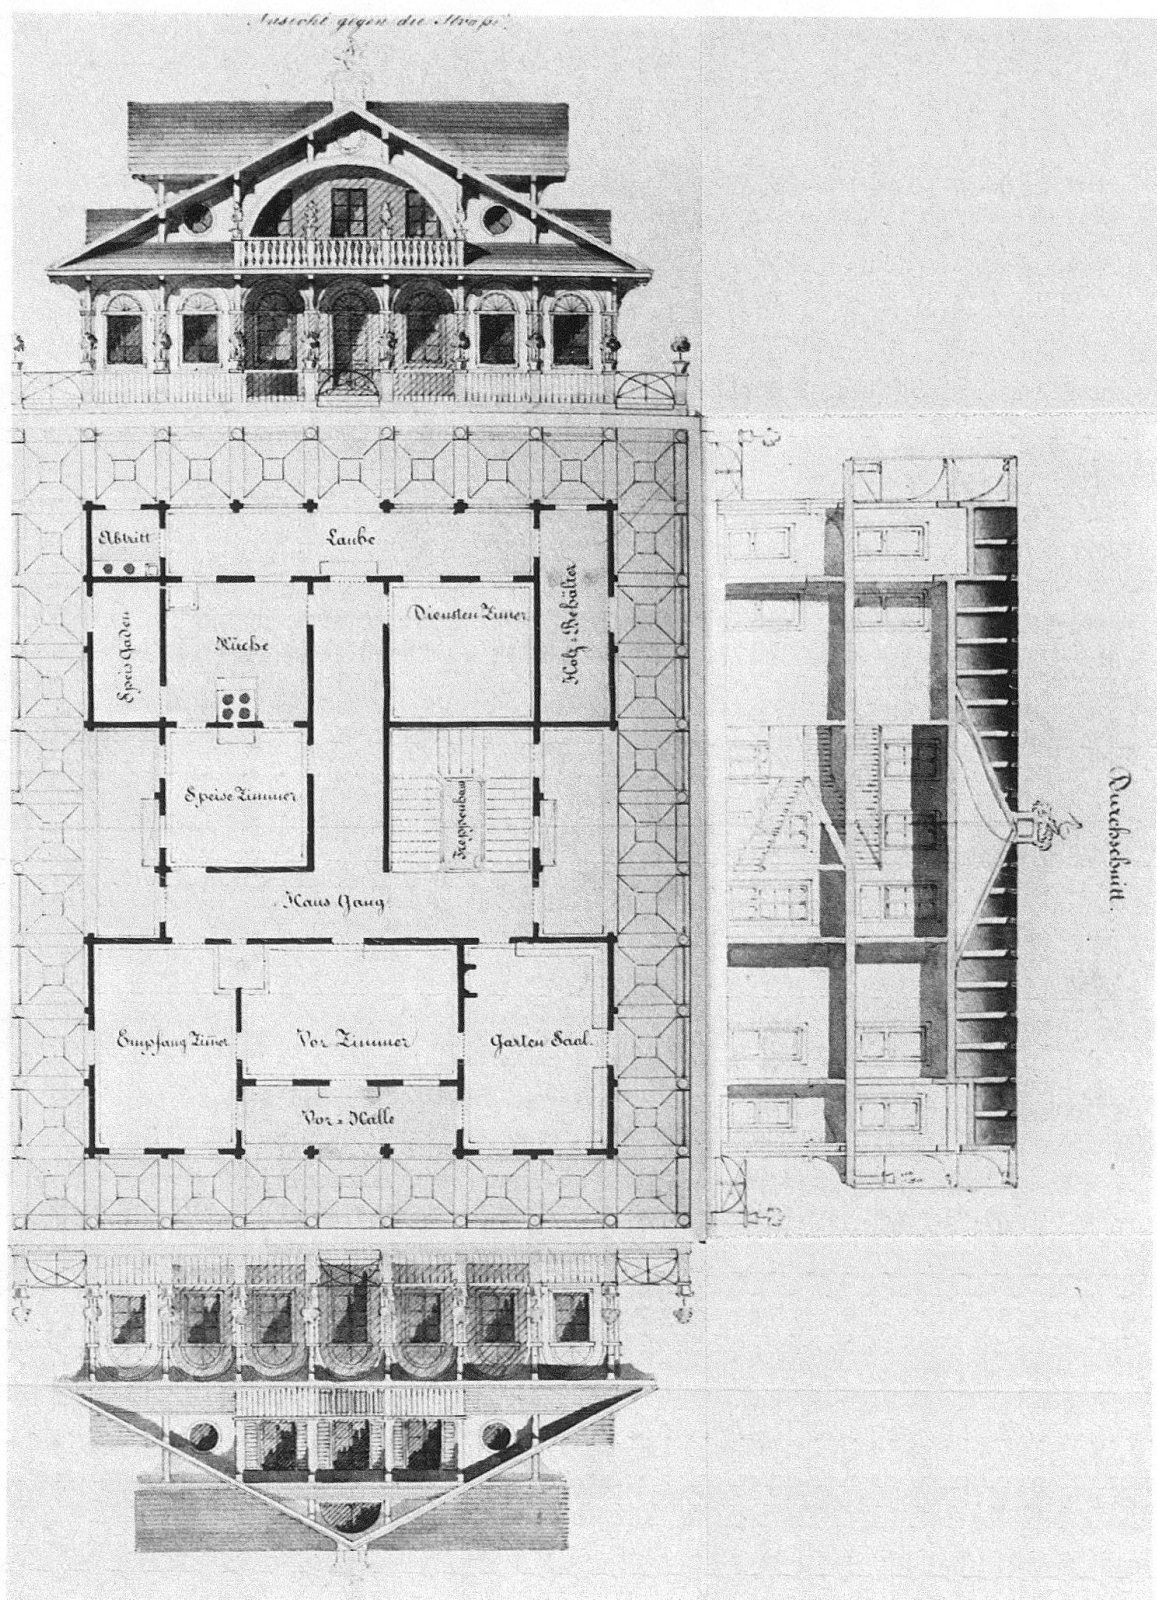 Ansicht gegen die Straße.
Abtritt
Laube
Speis Gaden
Küche
Diensten Zimer
Holz=Behälter
Speise Zimmer
Treppenbau
Haus Gang
Empfang Zimer
Vor Zimmer
Garten Saal.
Vor=Halle
Durchschnitt.